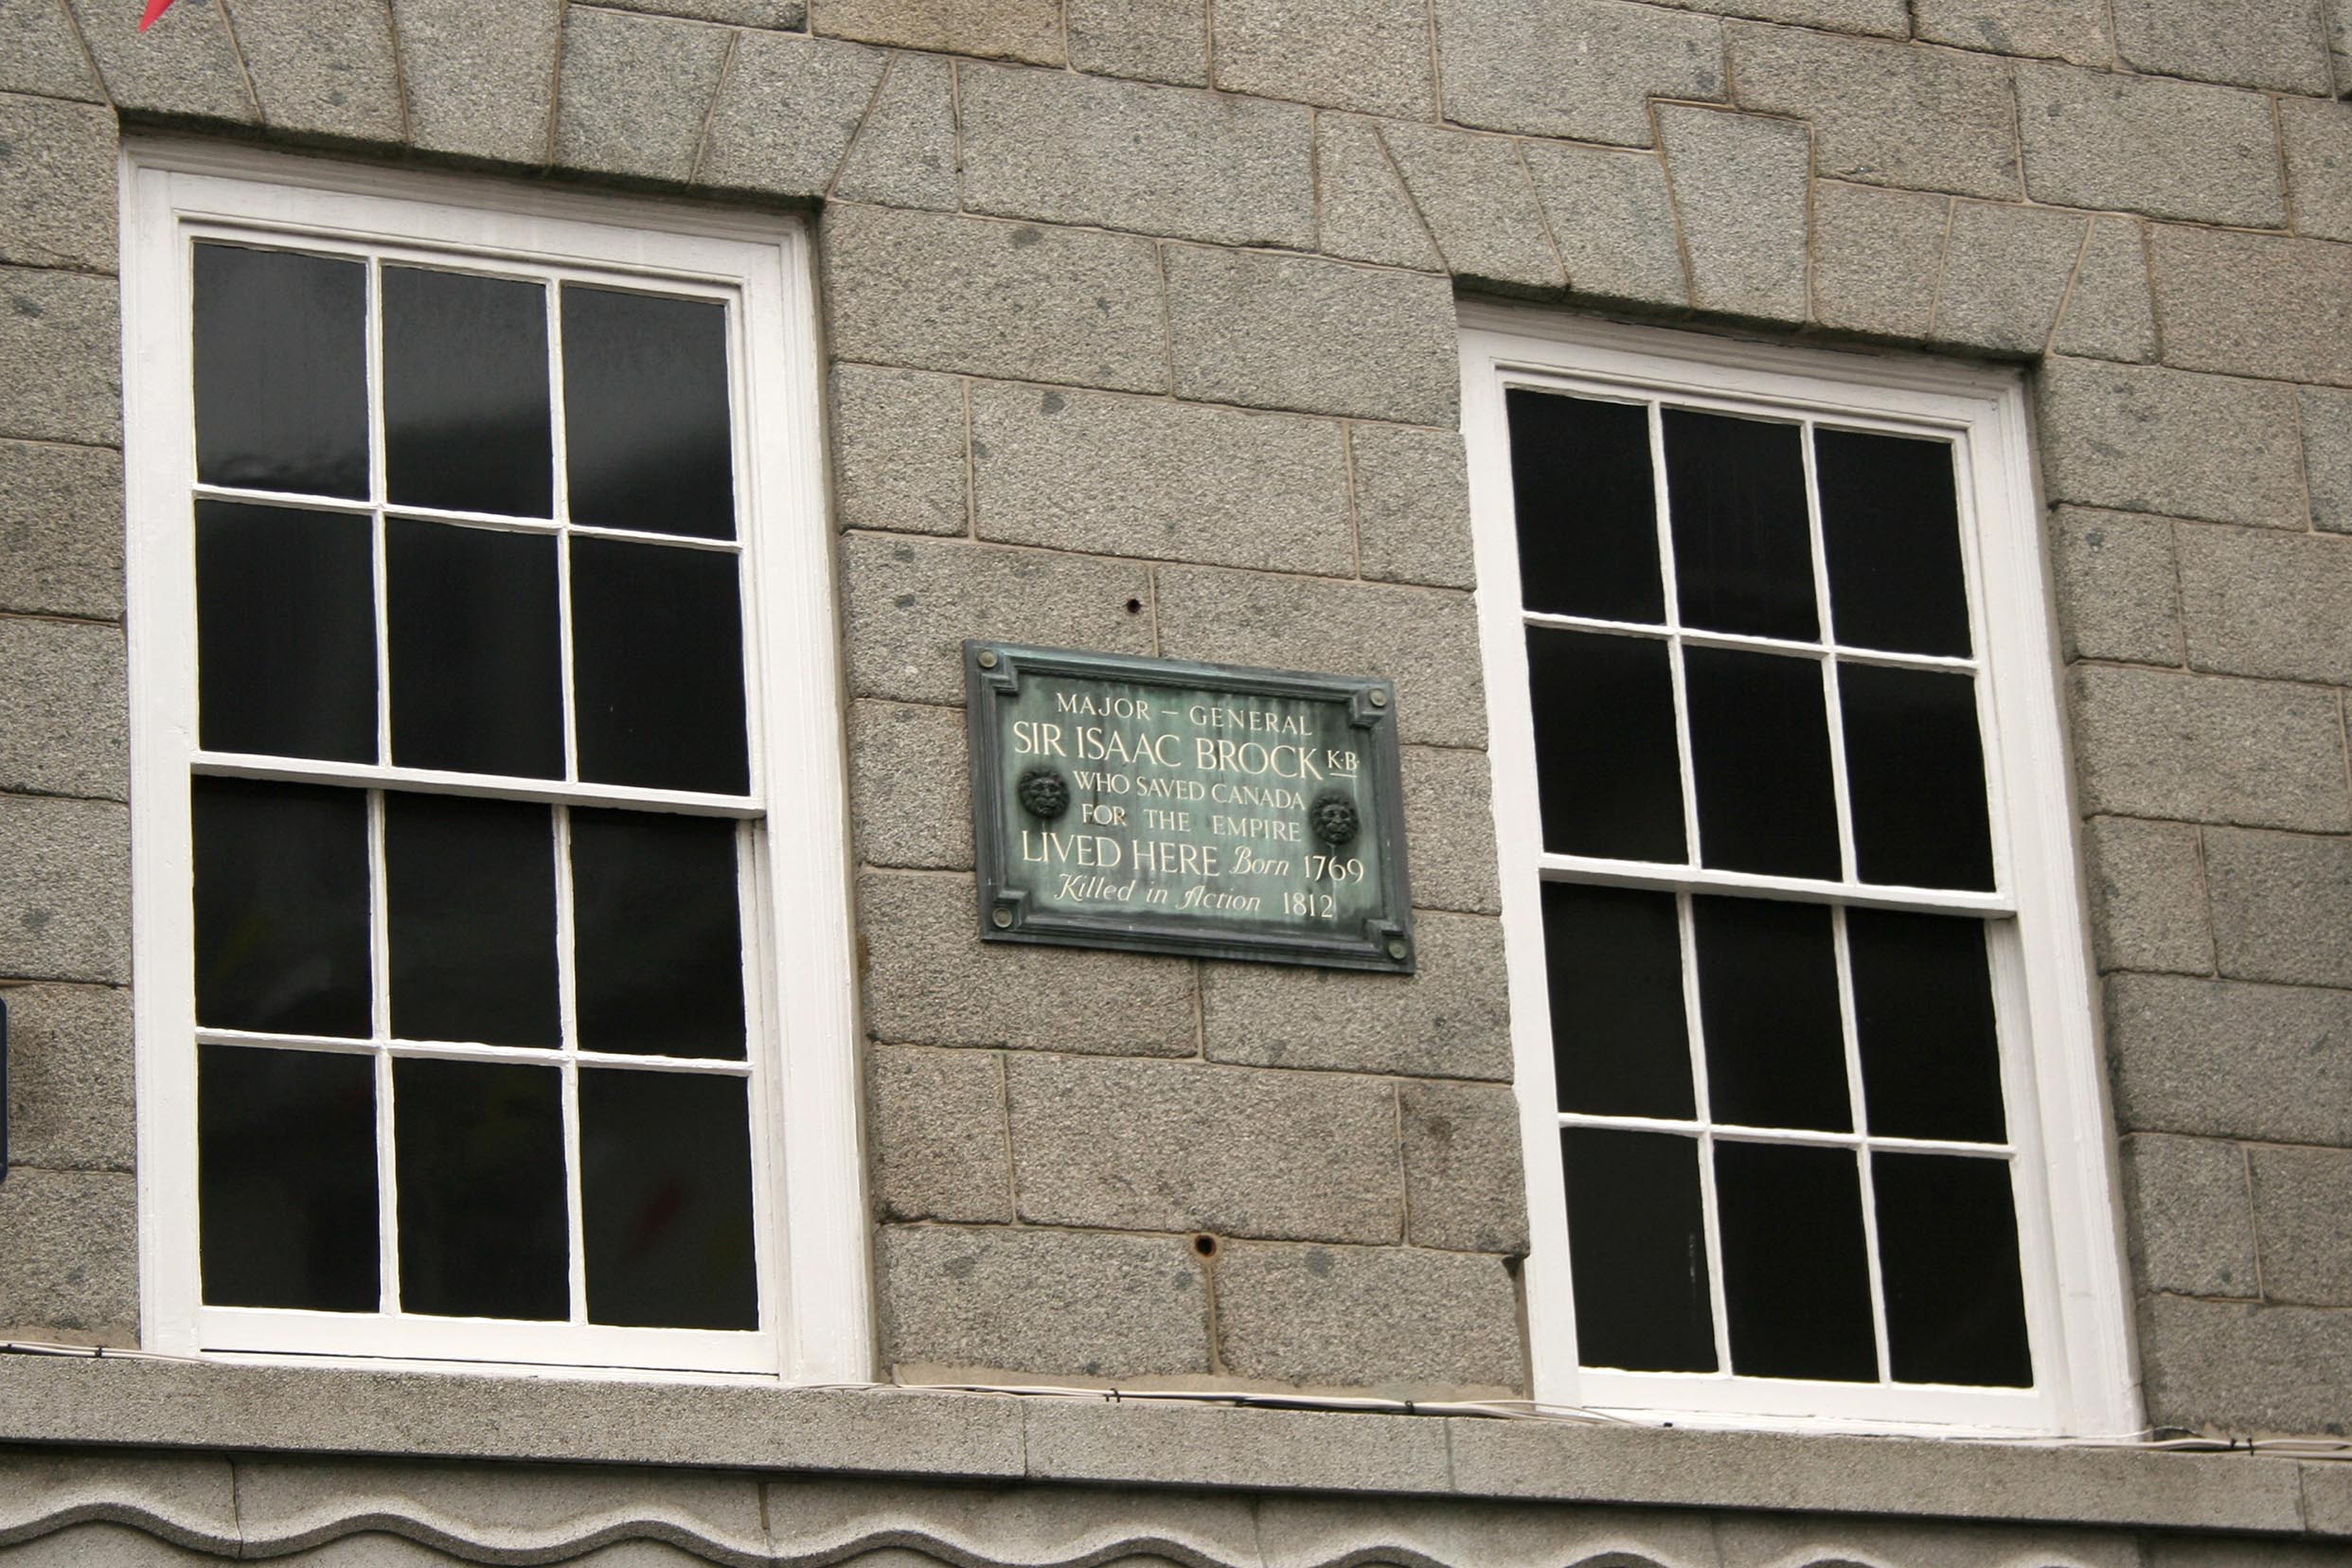 MAJOR – GENERAL
SIR ISAAC BROCK K·B·
WHO SAVED CANADA
FOR THE EMPIRE
LIVED HERE Born 1769
Killed in Action 1812